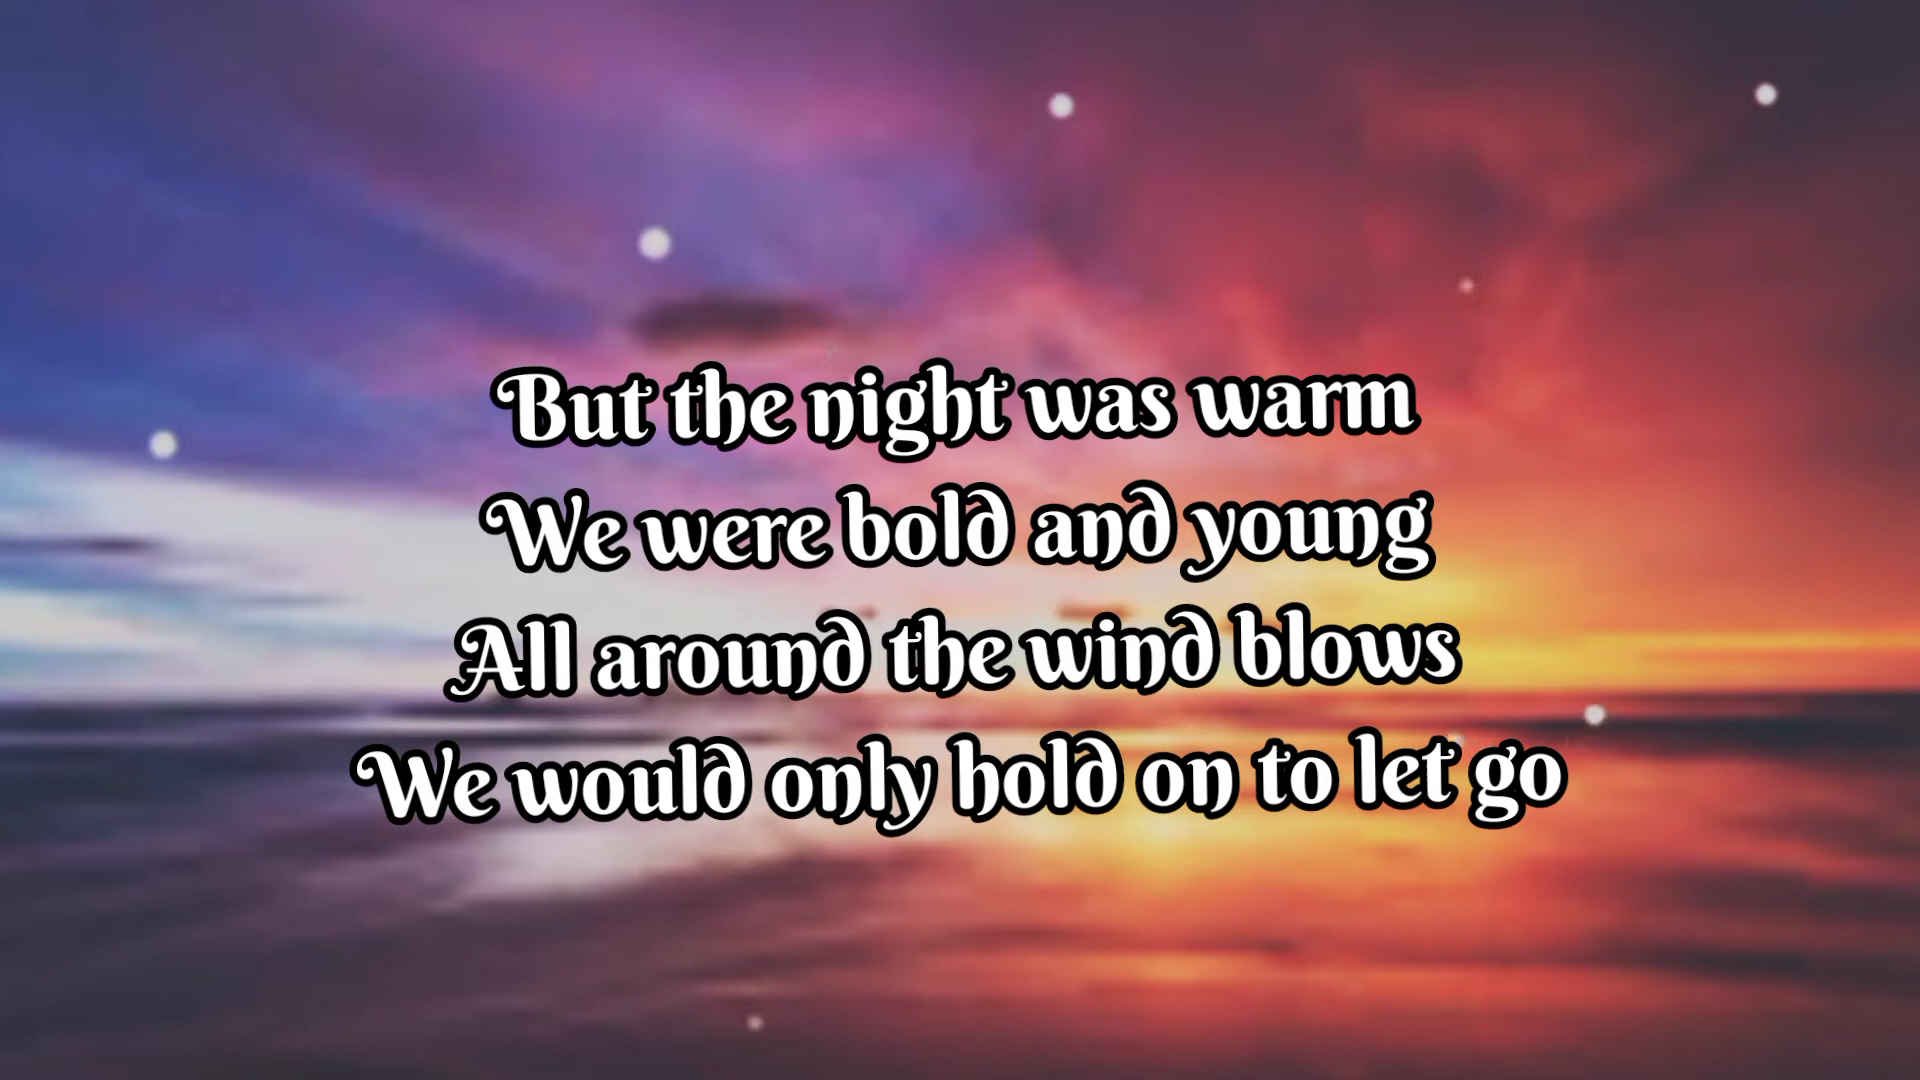 But the night was warm
We were bold and young
All around the wind blows
We would only hold on to let go